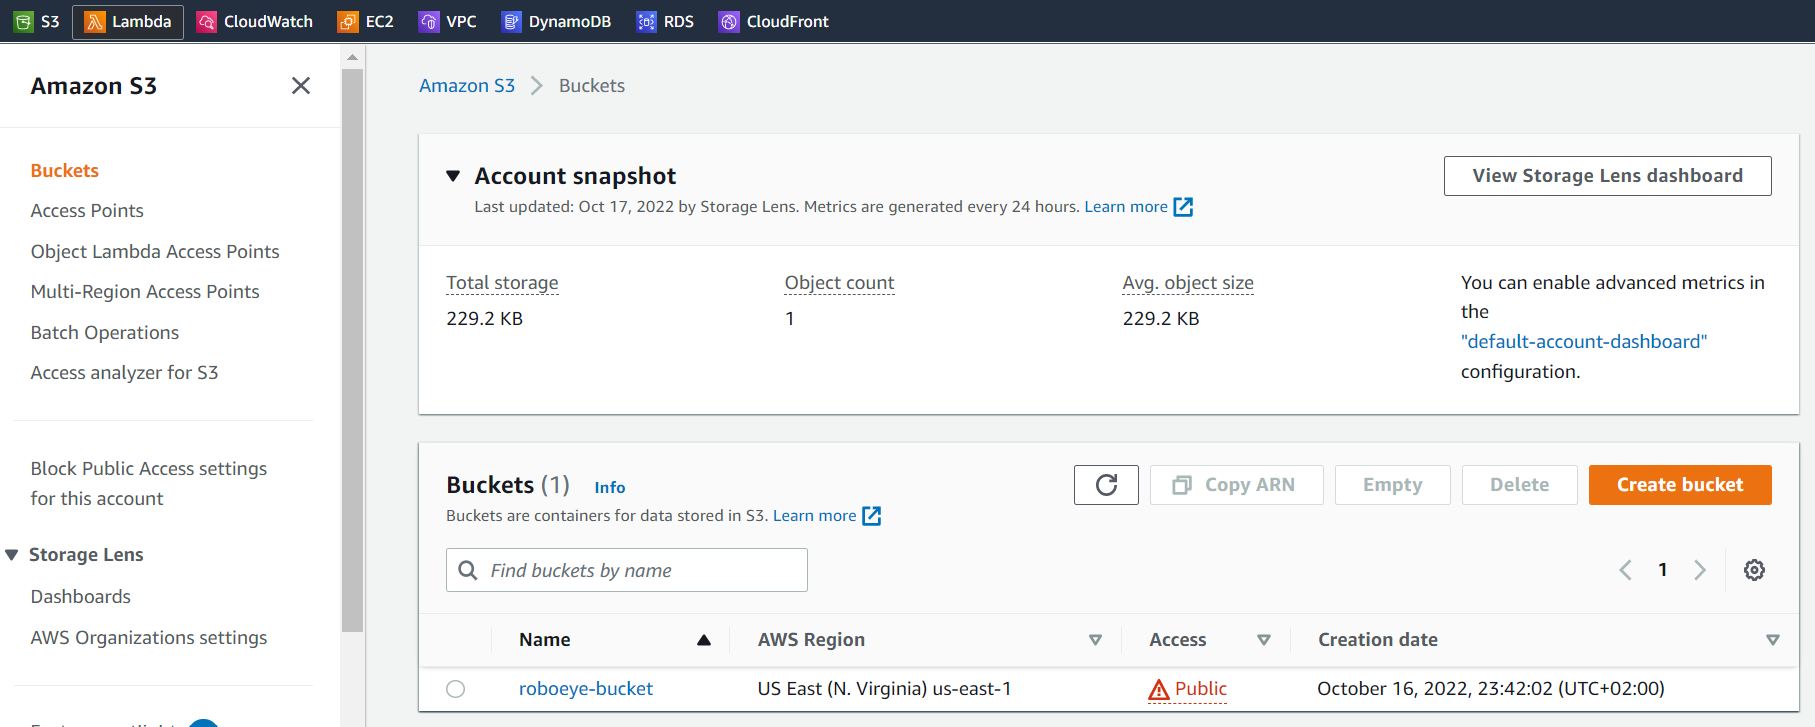 S3 Lambda CloudWatch EC2 VPC DynamoDB RDS CloudFront
Amazon S3
Buckets
Access Points
Object Lambda Access Points
Multi-Region Access Points
Batch Operations
Access analyzer for S3
Block Public Access settings
for this account
Storage Lens
Dashboards
AWS Organizations settings
Amazon S3 Buckets
Account snapshot
View Storage Lens dashboard
Last updated: Oct 17, 2022 by Storage Lens. Metrics are generated every 24 hours. Learn more
Total storage
229.2 KB
Object count
1
Avg. object size
229.2 KB
You can enable advanced metrics in
the
"default-account-dashboard"
configuration.
Buckets (1) Info
Copy ARN Empty Delete Create bucket
Buckets are containers for data stored in S3. Learn more
Find buckets by name
1
Name AWS Region Access Creation date
roboeye-bucket US East (N. Virginia) us-east-1 Public October 16, 2022, 23:42:02 (UTC+02:00)